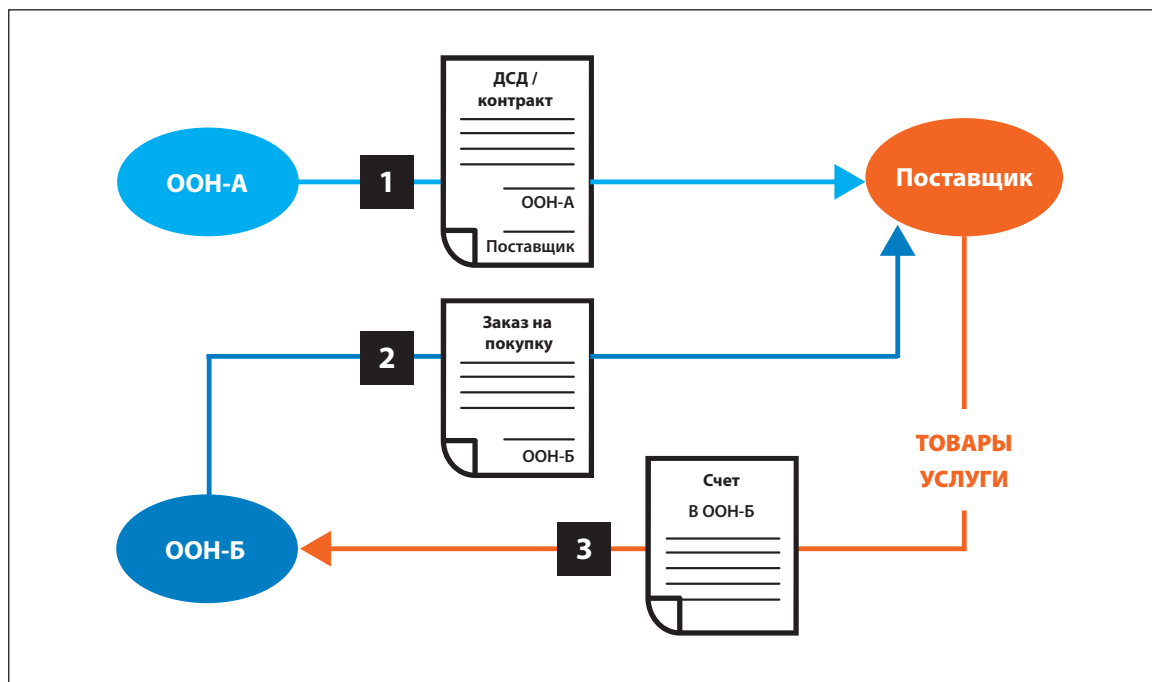 ДСД /
контракт
ООН-А
1
ООН-А
Поставщик
Поставщик
Заказ на
покупку
2
ООН-Б
ТОВАРЫ
УСЛУГИ
Счет
В ООН-Б
ООН-Б
3